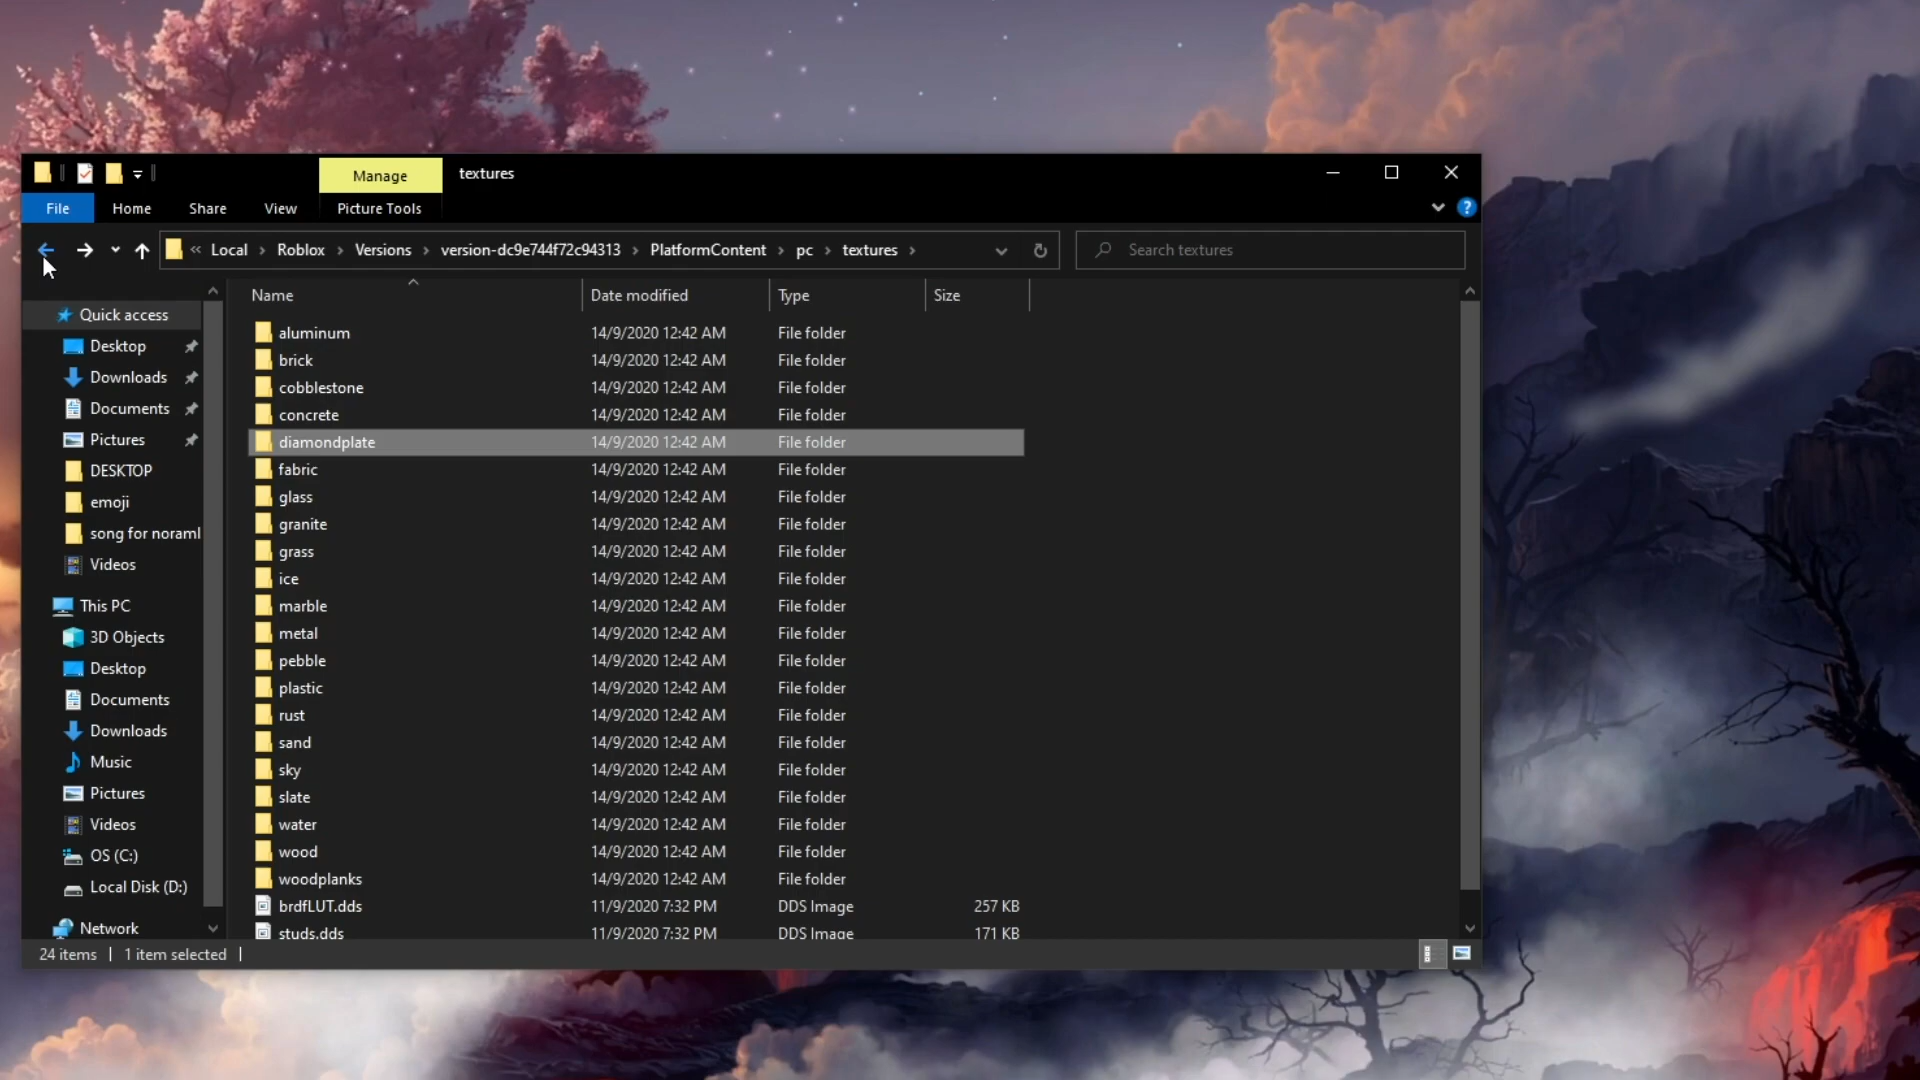 Manage
textures
File
Home
Share
View
Picture Tools
?
« Local › Roblox › Versions › version-dc9e744f72c94313 › PlatformContent › pc › textures ›
Search textures
Name
Date modified
Type
Size
Quick access
Desktop
Downloads
Documents
Pictures
DESKTOP
emoji
song for noraml
Videos
This PC
3D Objects
Desktop
Documents
Downloads
Music
Pictures
Videos
OS (C:)
Local Disk (D:)
Network
aluminum 14/9/2020 12:42 AM File folder
brick 14/9/2020 12:42 AM File folder
cobblestone 14/9/2020 12:42 AM File folder
concrete 14/9/2020 12:42 AM File folder
diamondplate 14/9/2020 12:42 AM File folder
fabric 14/9/2020 12:42 AM File folder
glass 14/9/2020 12:42 AM File folder
granite 14/9/2020 12:42 AM File folder
grass 14/9/2020 12:42 AM File folder
ice 14/9/2020 12:42 AM File folder
marble 14/9/2020 12:42 AM File folder
metal 14/9/2020 12:42 AM File folder
pebble 14/9/2020 12:42 AM File folder
plastic 14/9/2020 12:42 AM File folder
rust 14/9/2020 12:42 AM File folder
sand 14/9/2020 12:42 AM File folder
sky 14/9/2020 12:42 AM File folder
slate 14/9/2020 12:42 AM File folder
water 14/9/2020 12:42 AM File folder
wood 14/9/2020 12:42 AM File folder
woodplanks 14/9/2020 12:42 AM File folder
brdfLUT.dds 11/9/2020 7:32 PM DDS Image 257 KB
studs.dds 11/9/2020 7:32 PM DDS Image 171 KB
24 items
1 item selected